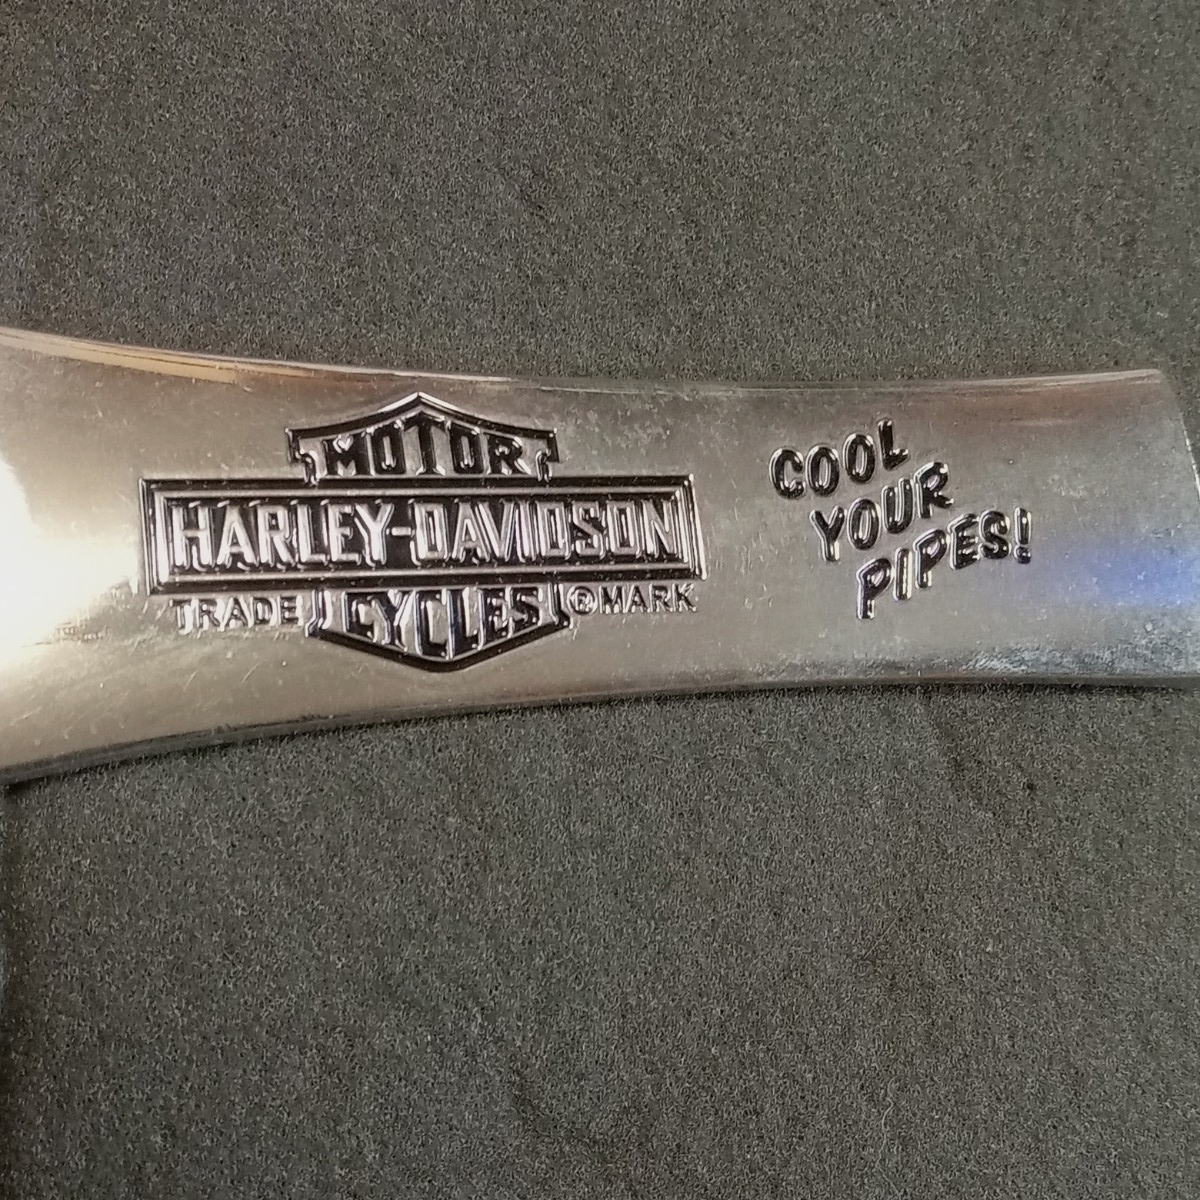 MOTOR
HARLEY-DAVIDSON
TRADE CYCLES ®MARK
COOL
YOUR
PIPES!